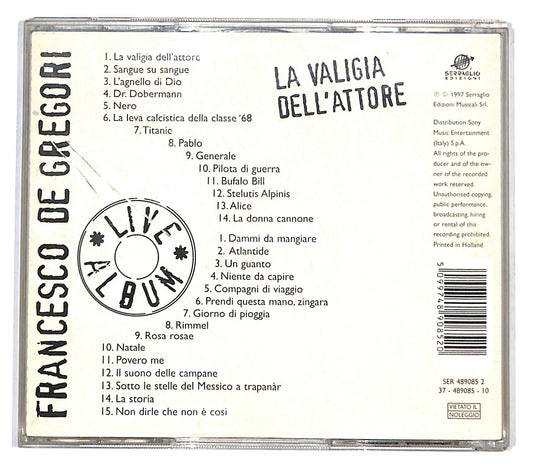 FRANCESCO DE GREGORI
LA VALIGIA
DELL'ATTORE
LIVE
ALBUM
1. La valigia dell'attore
2. Sangue su sangue
3. L'agnello di Dio
4. Dr. Dobermann
5. Nero
6. La leva calcistica della classe '68
7. Titanic
8. Pablo
9. Generale
10. Pilota di guerra
11. Bufalo Bill
12. Stelutis Alpinis
13. Alice
14. La donna cannone
1. Dammi da mangiare
2. Atlantide
3. Un guanto
4. Niente da capire
5. Compagni di viaggio
6. Prendi questa mano, zingara
7. Giorno di pioggia
8. Rimmel
9. Rosa rosae
10. Natale
11. Povero me
12. Il suono delle campane
13. Sotto le stelle del Messico a trapanàr
14. La storia
15. Non dirle che non è così
SERRAGLIO
EDIZIONI
℗ © 1997 Serraglio
Edizioni Musicali Srl.
Distribution Sony
Music Entertainment
(Italy) S.p.A.
All rights of the pro-
ducer and of the ow-
ner of the recorded
work reserved.
Unauthorised copying,
public performance,
broadcasting, hiring
or rental of this
recording prohibited.
Printed in Holland
5 099748 908520
SER 489085 2
37 - 489085 - 10
VIETATO IL
NOLEGGIO